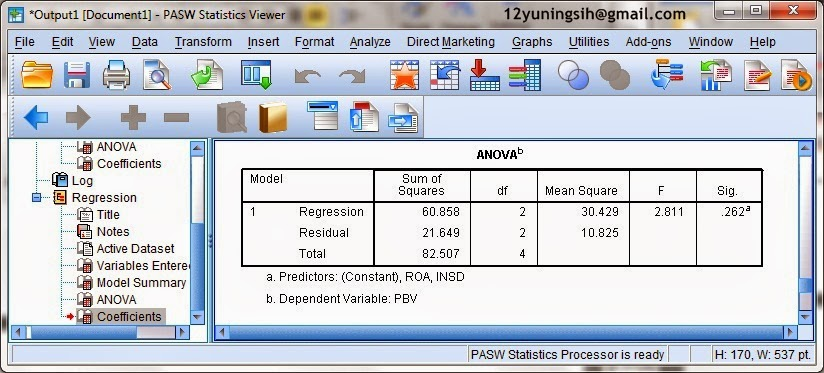 *Output1 [Document1] - PASW Statistics Viewer
12yuningsih@gmail.com
File Edit View Data Transform Insert Format Analyze Direct Marketing Graphs Utilities Add-ons Window Help
ANOVA
Coefficients
Log
Regression
Title
Notes
Active Dataset
Variables Entere
Model Summary
ANOVA
Coefficients
ANOVAb
Model Sum of Squares df Mean Square F Sig.
1 Regression 60.858 2 30.429 2.811 .262a
Residual 21.649 2 10.825
Total 82.507 4
a. Predictors: (Constant), ROA, INSD
b. Dependent Variable: PBV
PASW Statistics Processor is ready H: 170, W: 537 pt.